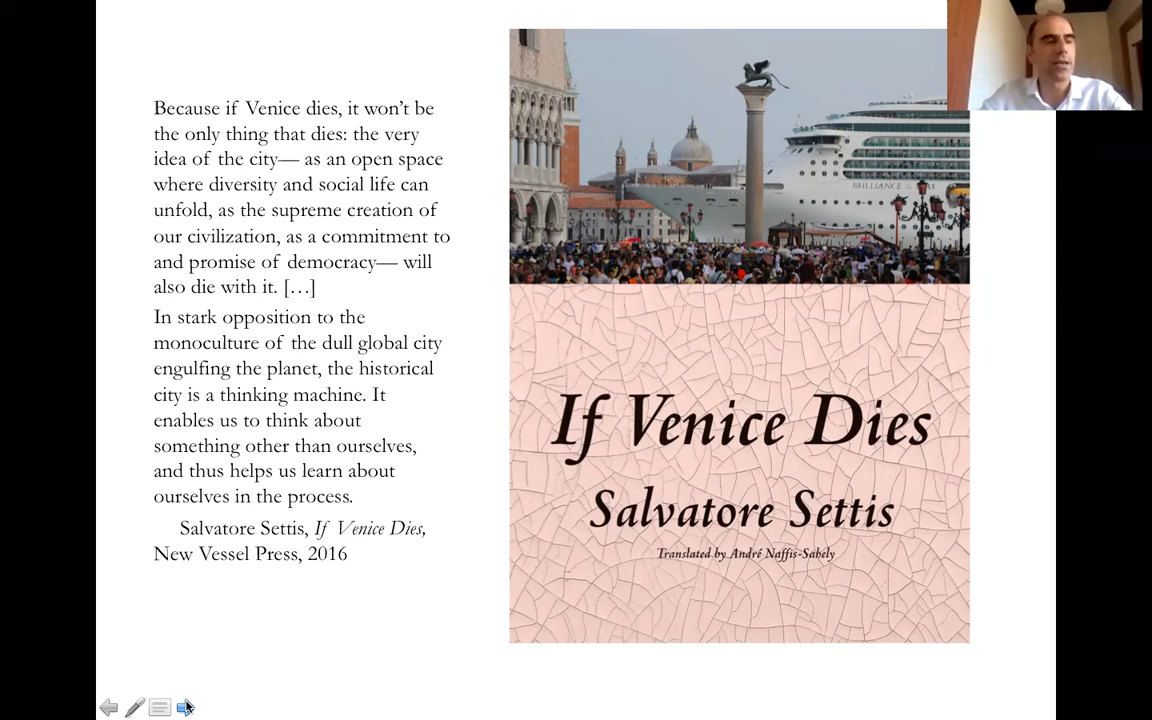 Because if Venice dies, it won't be
the only thing that dies: the very
idea of the city— as an open space
where diversity and social life can
unfold, as the supreme creation of
our civilization, as a commitment to
and promise of democracy— will
also die with it. […]
In stark opposition to the
monoculture of the dull global city
engulfing the planet, the historical
city is a thinking machine. It
enables us to think about
something other than ourselves,
and thus helps us learn about
ourselves in the process.
Salvatore Settis, If Venice Dies,
New Vessel Press, 2016
BRILLIANCE OF THE SEAS
If Venice Dies
Salvatore Settis
Translated by André Naffis-Sahely